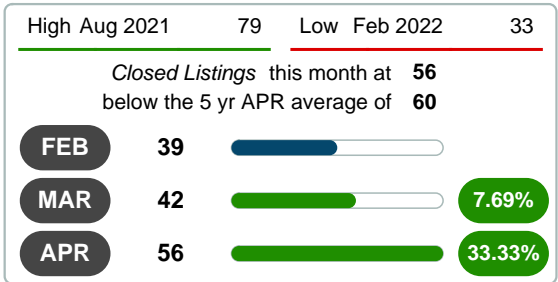 High Aug 2021 79 Low Feb 2022 33
Closed Listings this month at 56
below the 5 yr APR average of 60
FEB 39
MAR 42 7.69%
APR 56 33.33%